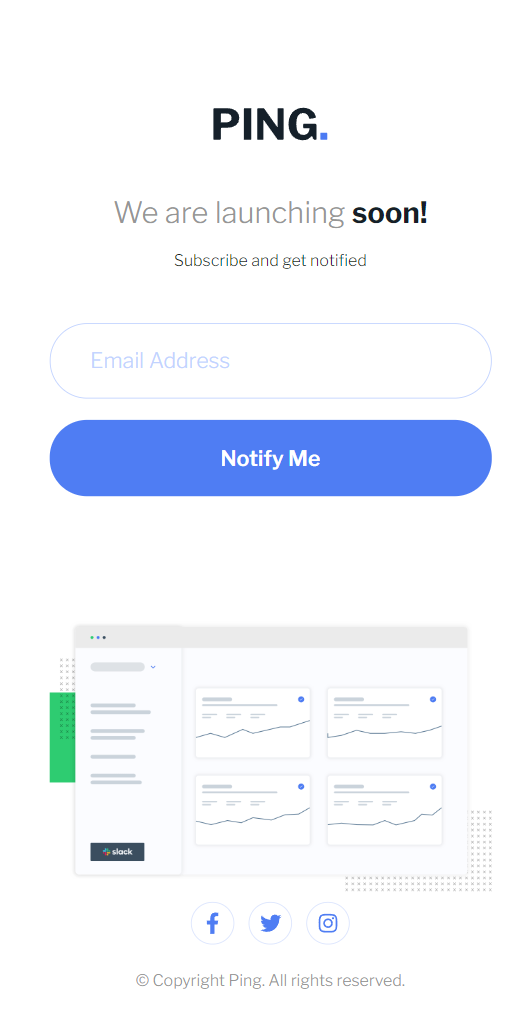 PING.
We are launching soon!
Subscribe and get notified
Email Address
Notify Me
slack
© Copyright Ping. All rights reserved.